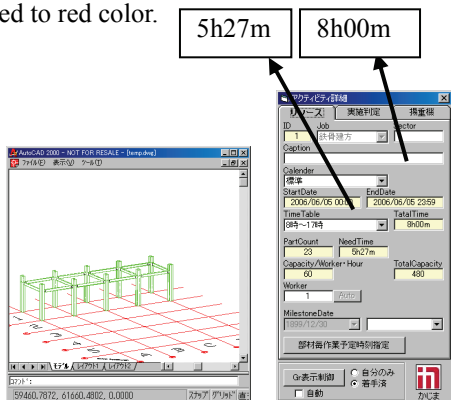 ed to red color.
5h27m
8h00m
AutoCAD 2000 - NOT FOR RESALE - [temp.dwg]
ファイル(F) 表示(V) ツール(T)
モデル レイアウト1 レイアウト2
コマンド:
59460.7872, 61660.4802, 0.0000 スナップ グリッド 直
アクティビティ詳細
リソース 実施判定 揚重機
ID Job Sector
1 鉄骨建方
Caption
Calender
標準
StartDate EndDate
2006/06/05 00:00 2006/06/05 23:59
TimeTable TatalTime
8時～17時 8h00m
PartCount NeedTime
23 5h27m
Capacity/Worker・Hour TotalCapacity
60 480
Worker
1 Auto
MilestoneDate
1899/12/30
部材毎作業予定時刻指定
Gr表示制御 自分のみ
着手済
自動
かじま